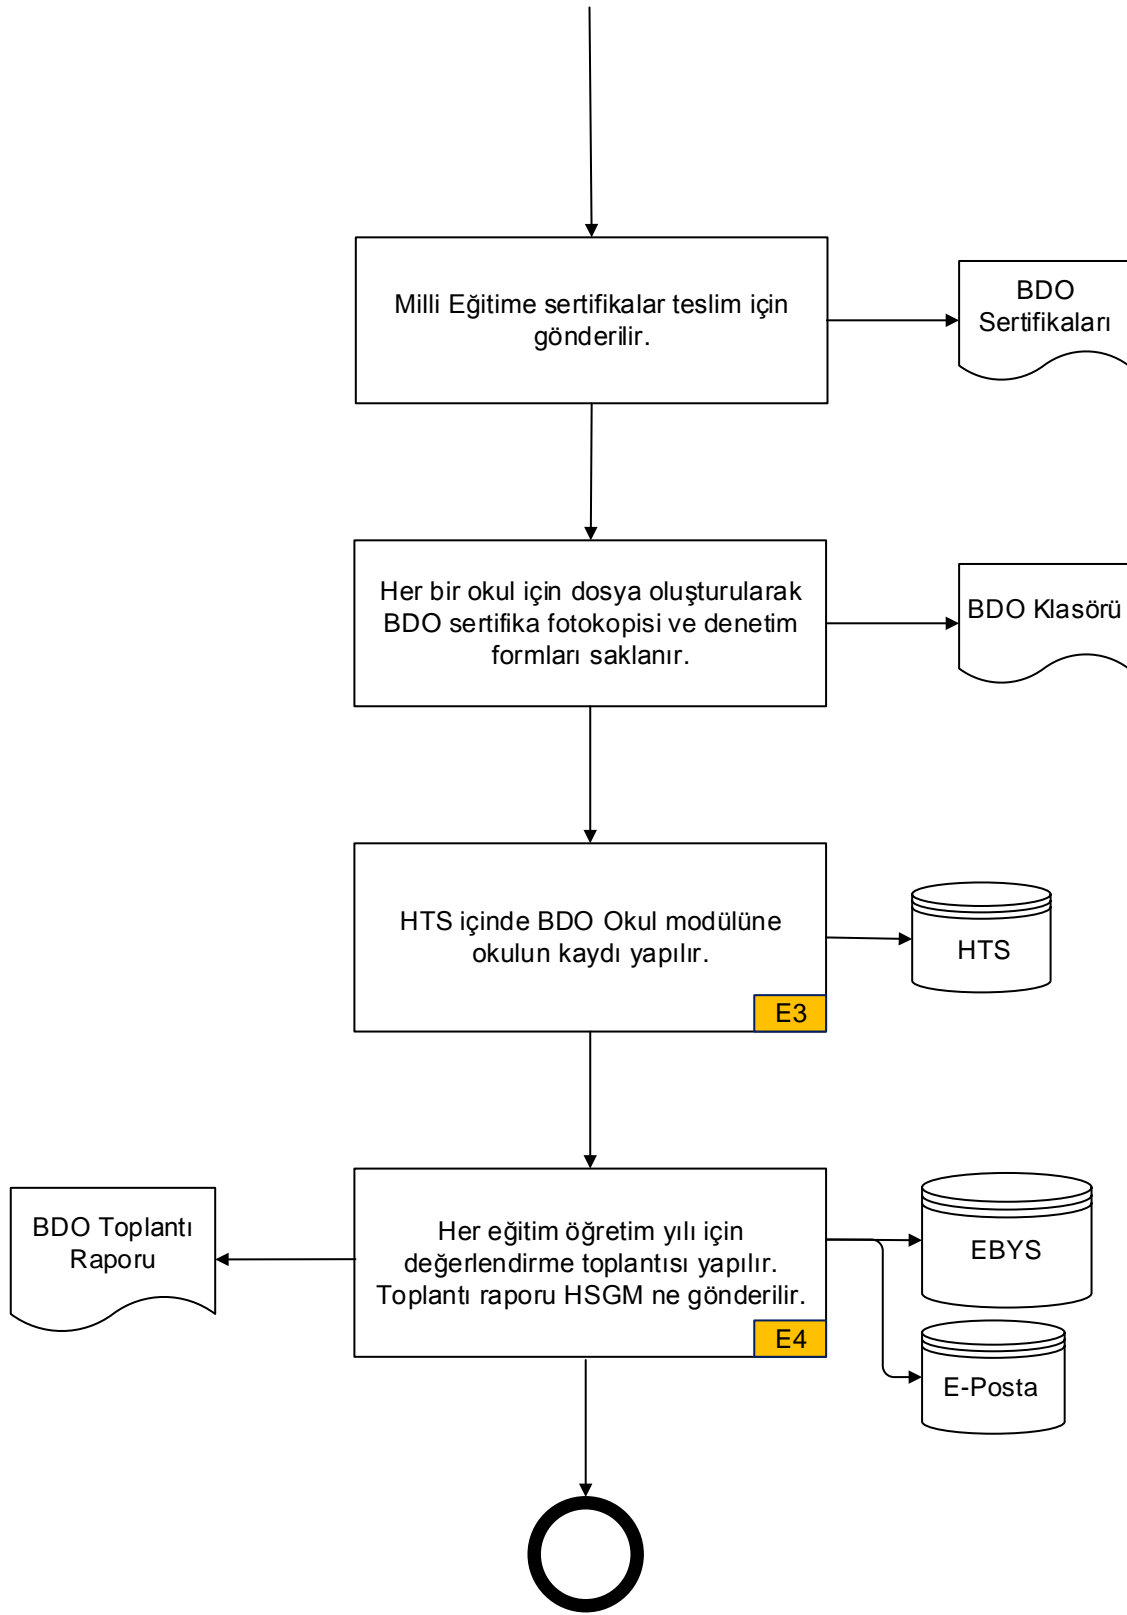 Milli Eğitime sertifikalar teslim için
gönderilir.
BDO
Sertifikaları
Her bir okul için dosya oluşturularak
BDO sertifika fotokopisi ve denetim
formları saklanır.
BDO Klasörü
HTS içinde BDO Okul modülüne
okulun kaydı yapılır.
E3
HTS
BDO Toplantı
Raporu
Her eğitim öğretim yılı için
değerlendirme toplantısı yapılır.
Toplantı raporu HSGM ne gönderilir.
E4
EBYS
E-Posta